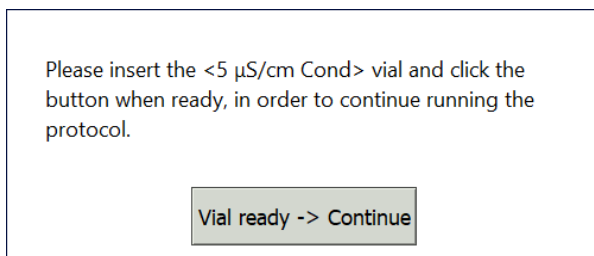 Please insert the <5 µS/cm Cond> vial and click the
button when ready, in order to continue running the
protocol.
Vial ready -> Continue